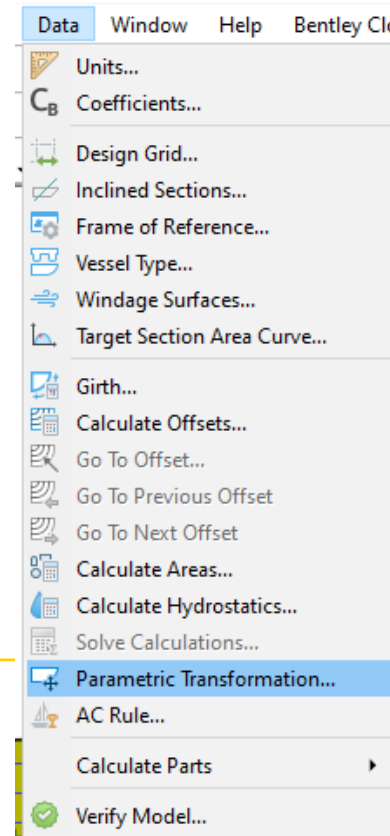 Data Window Help Bentley Clo
Units...
CB Coefficients...
Design Grid...
Inclined Sections...
Frame of Reference...
Vessel Type...
Windage Surfaces...
Target Section Area Curve...
Girth...
Calculate Offsets...
Go To Offset...
Go To Previous Offset
Go To Next Offset
Calculate Areas...
Calculate Hydrostatics...
Solve Calculations...
Parametric Transformation...
AC Rule...
Calculate Parts
Verify Model...